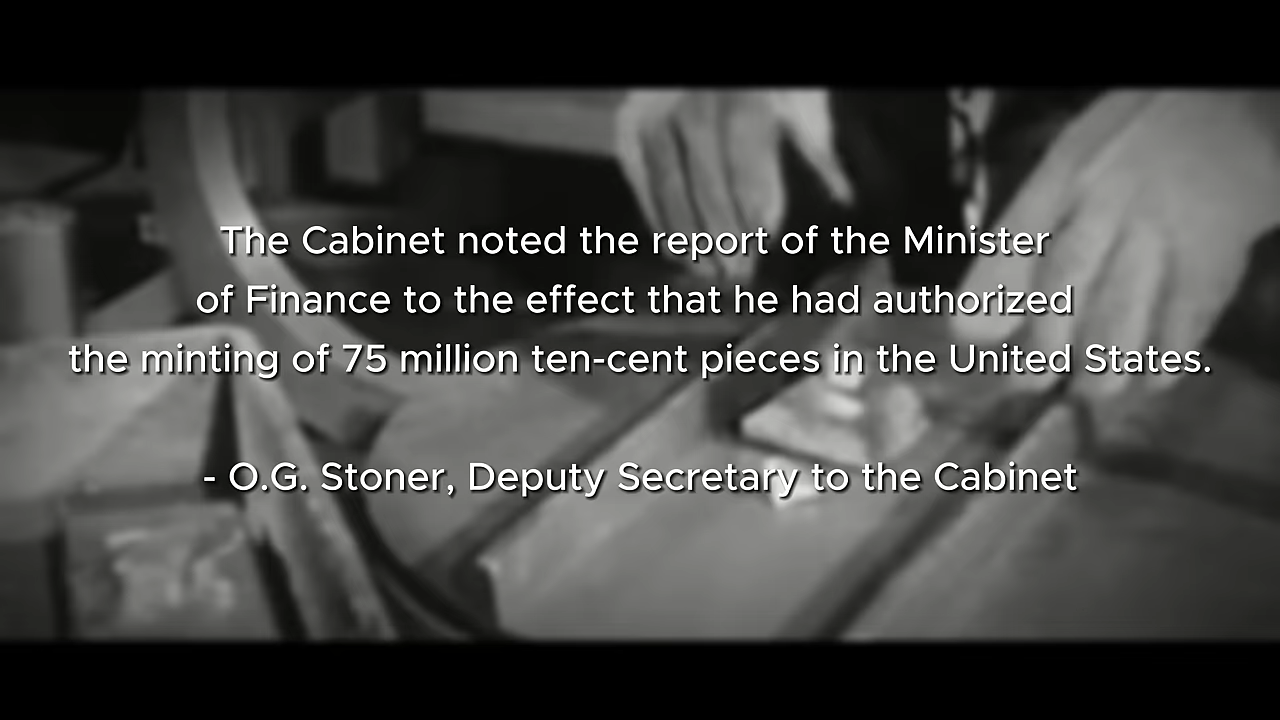 The Cabinet noted the report of the Minister
of Finance to the effect that he had authorized
the minting of 75 million ten-cent pieces in the United States.
- O.G. Stoner, Deputy Secretary to the Cabinet